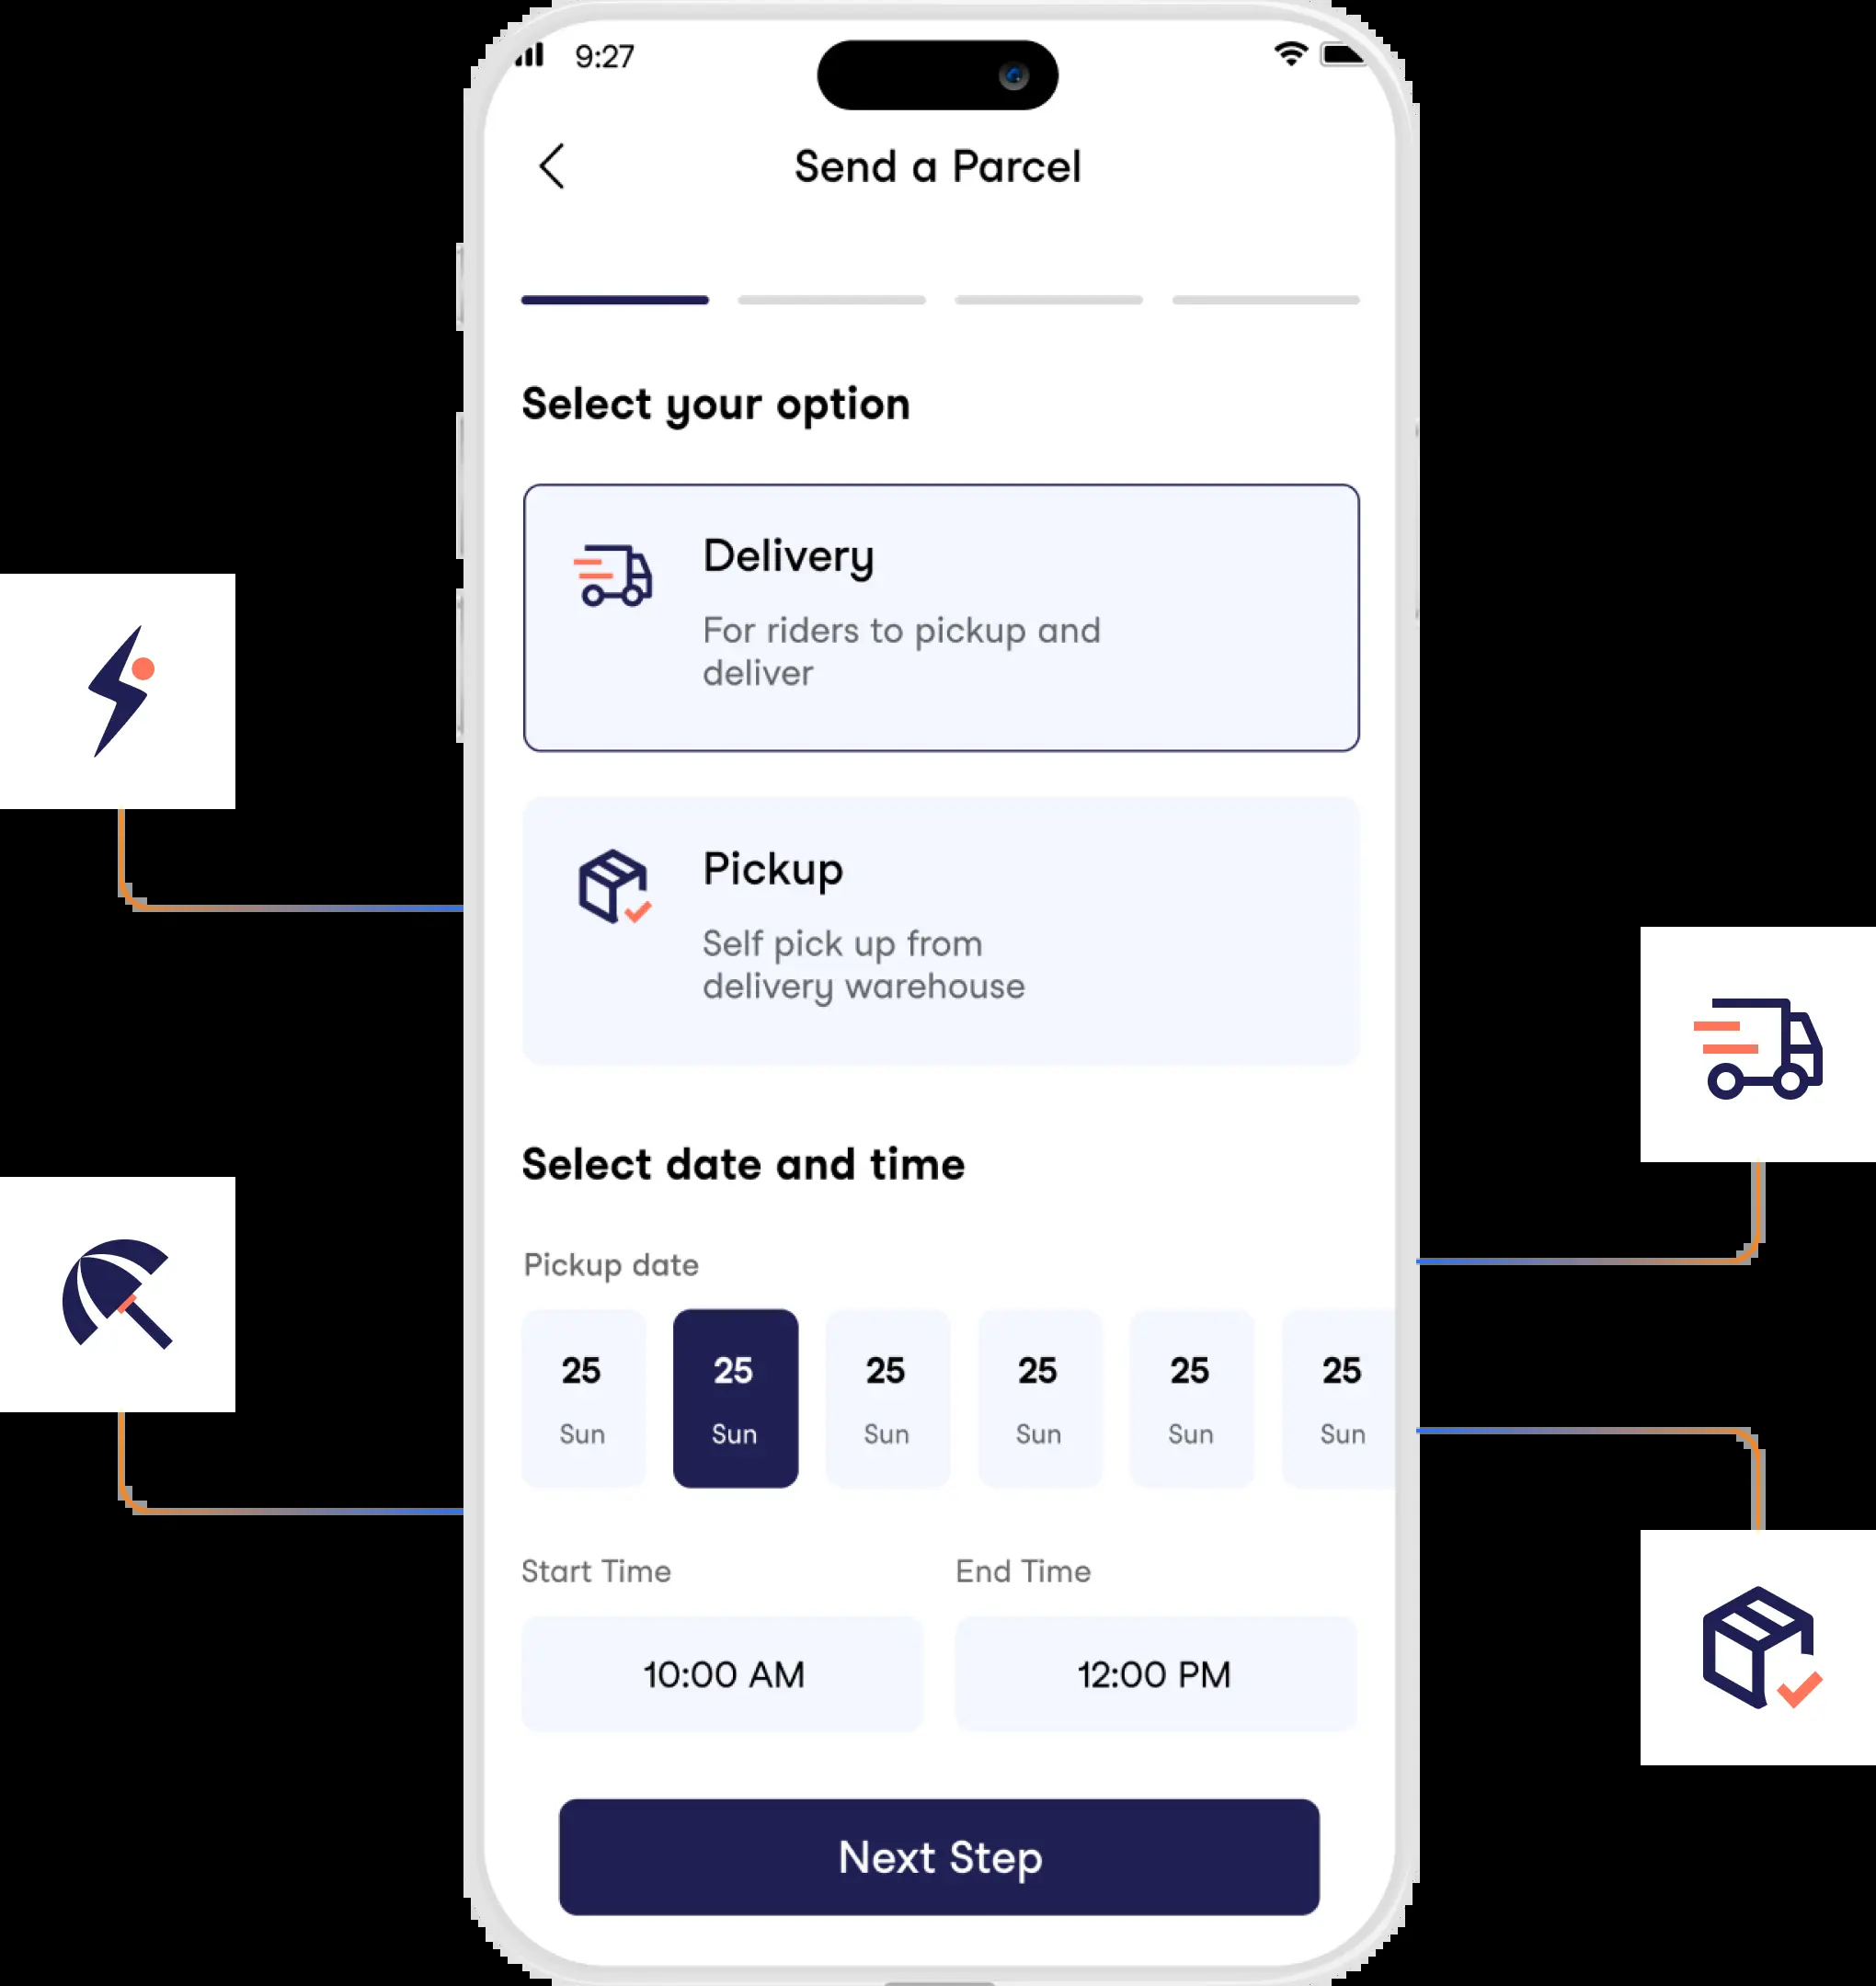 9:27
Send a Parcel
Select your option
Delivery
For riders to pickup and
deliver
Pickup
Self pick up from
delivery warehouse
Select date and time
Pickup date
25 25 25 25 25 25
Sun Sun Sun Sun Sun Sun
Start Time End Time
10:00 AM 12:00 PM
Next Step